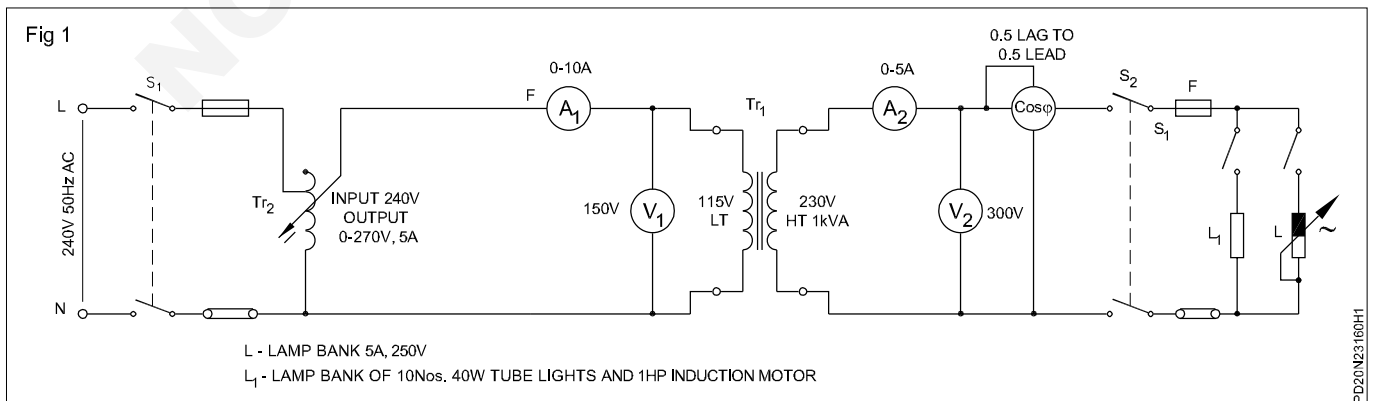 Fig 1
0.5 LAG TO
0.5 LEAD
0-10A
0-5A
S1
S2
F
L
F
A1
Tr1
A2
Cosφ
S1
240V 50Hz AC
Tr2
INPUT 240V
OUTPUT
0-270V, 5A
150V
V1
115V
LT
230V
HT 1kVA
V2
300V
L1
L
~
N
L - LAMP BANK 5A, 250V
L1 - LAMP BANK OF 10Nos. 40W TUBE LIGHTS AND 1HP INDUCTION MOTOR
PD20N23160H1